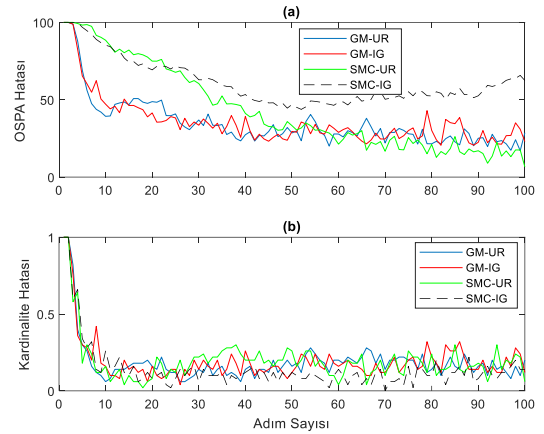 (a)
100
50
0
OSPA Hatası
GM-UR
GM-IG
SMC-UR
SMC-IG
0 10 20 30 40 50 60 70 80 90 100
(b)
1
0.5
0
Kardinalite Hatası
GM-UR
GM-IG
SMC-UR
SMC-IG
0 10 20 30 40 50 60 70 80 90 100
Adım Sayısı